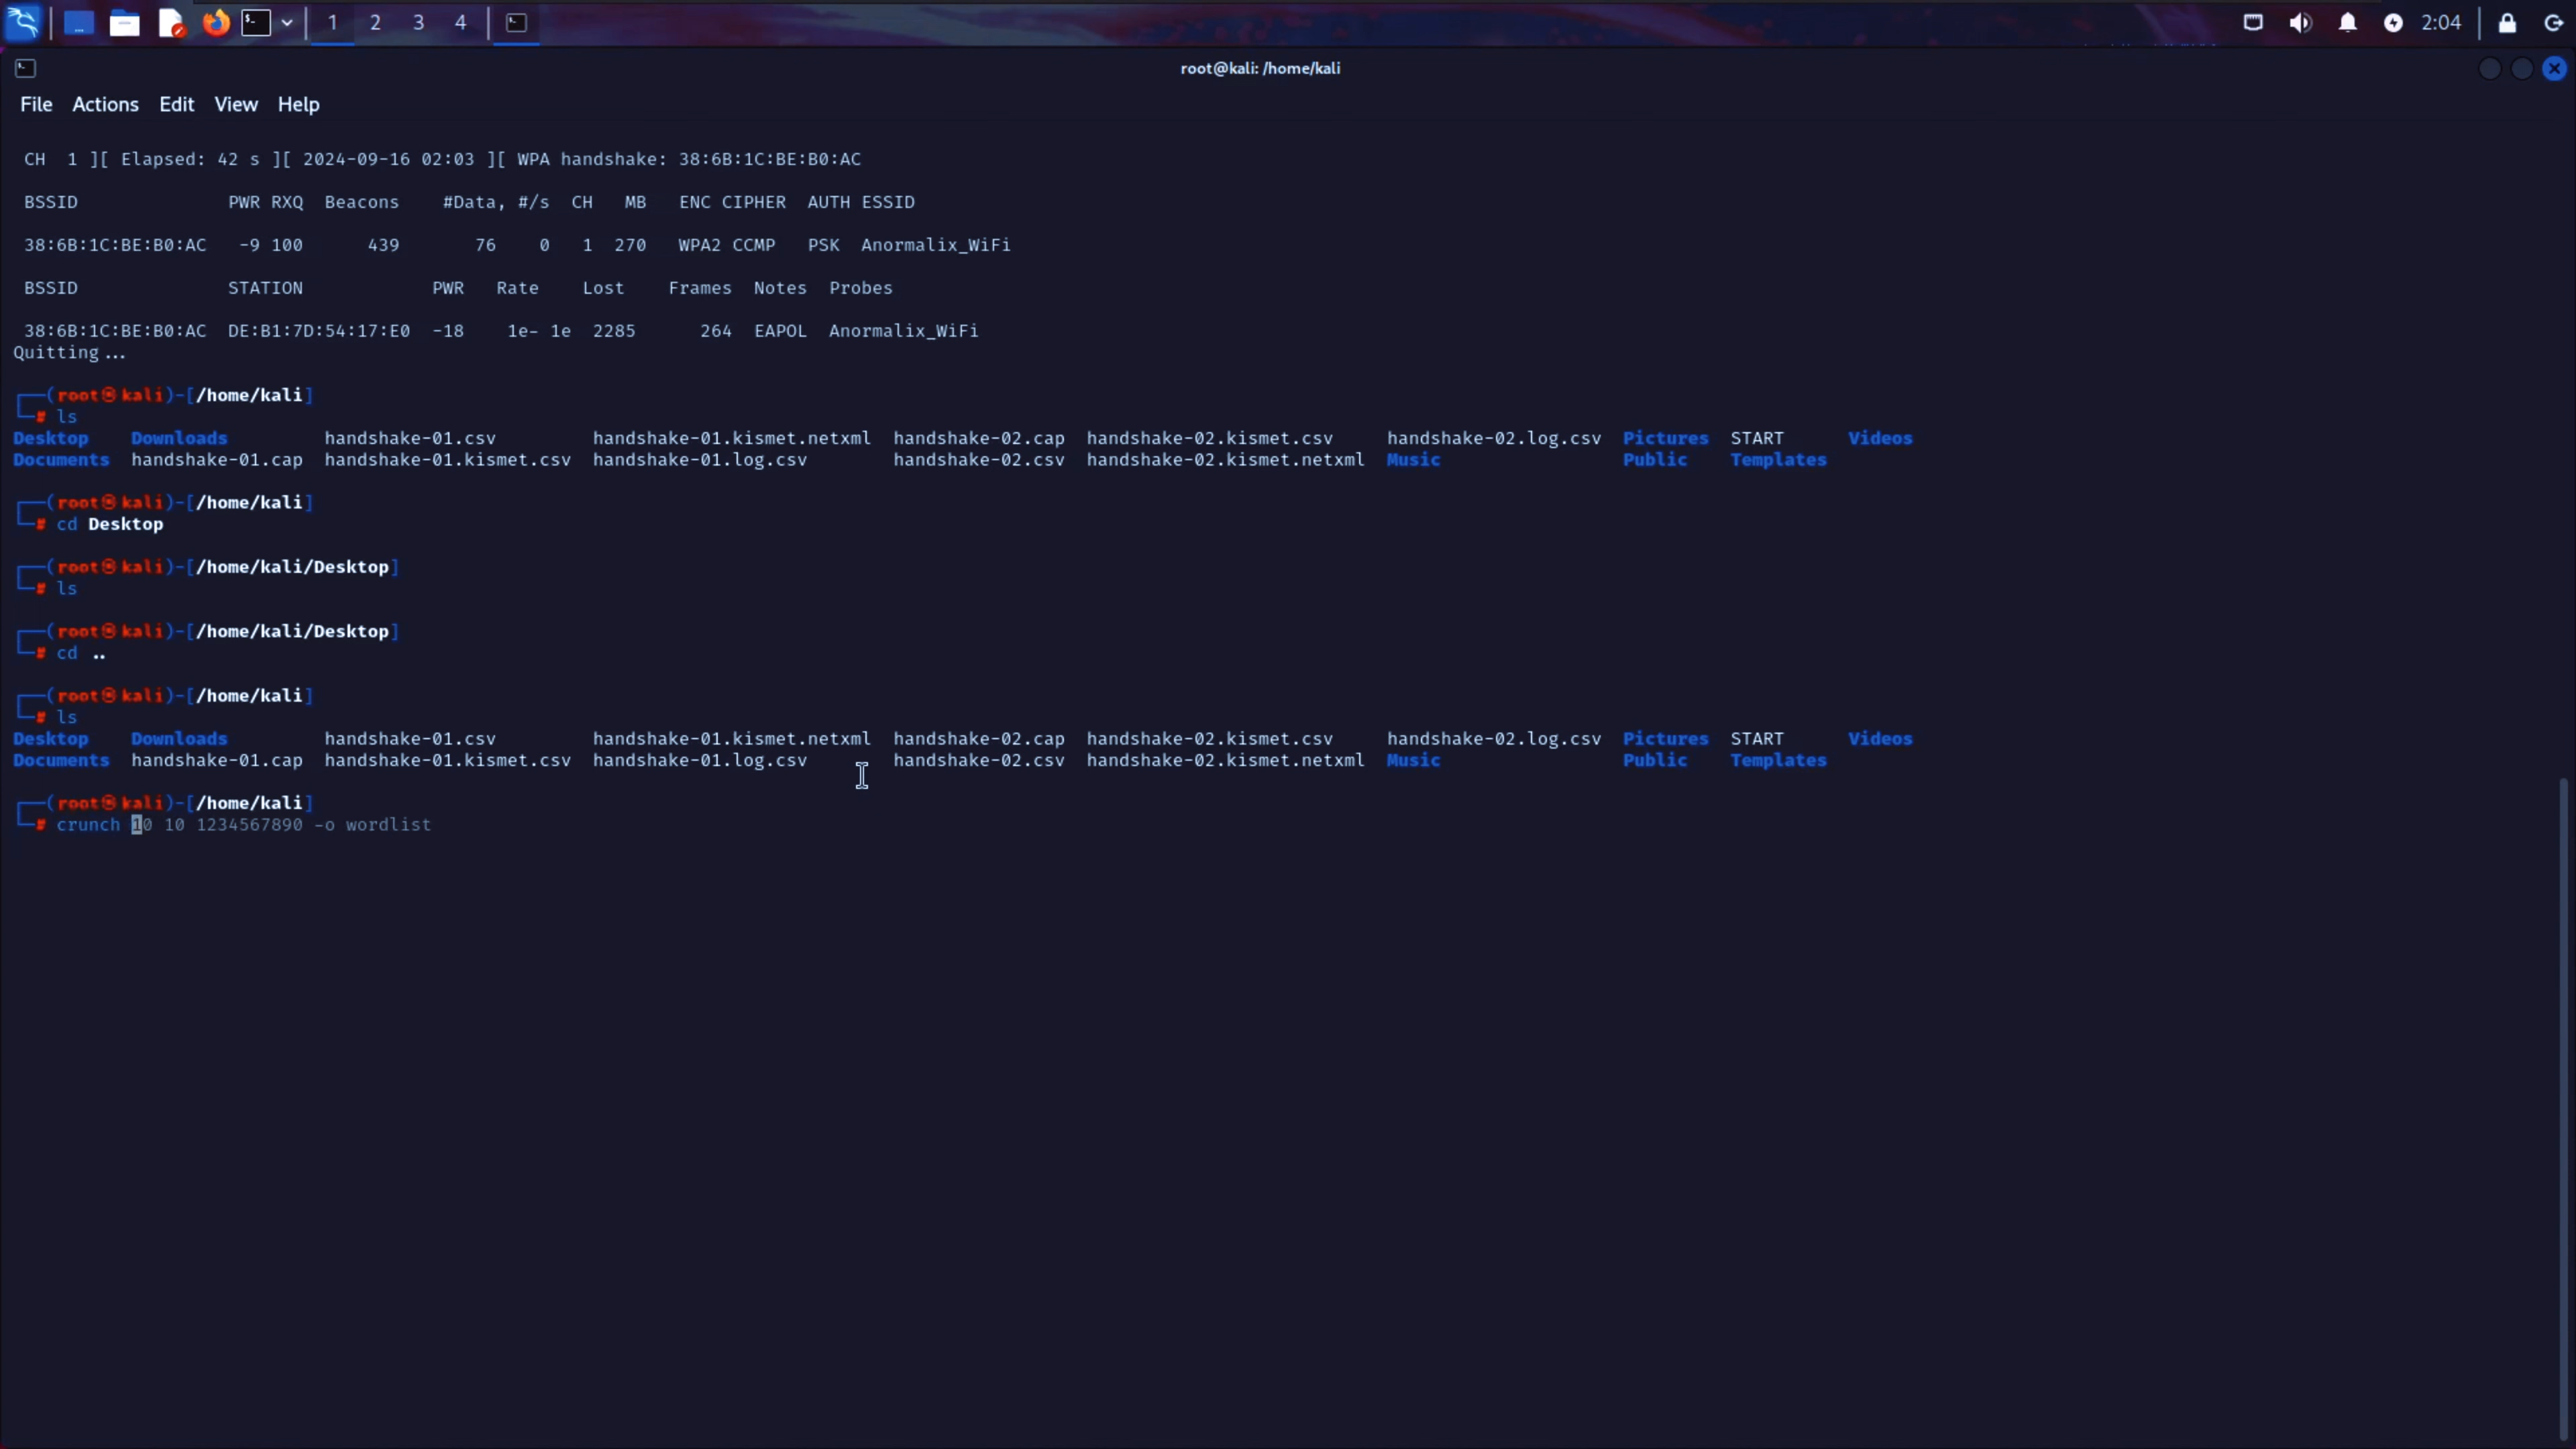 1 2 3 4 2:04
root@kali: /home/kali
File Actions Edit View Help
CH 1 ][ Elapsed: 42 s ][ 2024-09-16 02:03 ][ WPA handshake: 38:6B:1C:BE:B0:AC
BSSID PWR RXQ Beacons #Data, #/s CH MB ENC CIPHER AUTH ESSID
38:6B:1C:BE:B0:AC -9 100 439 76 0 1 270 WPA2 CCMP PSK Anormalix_WiFi
BSSID STATION PWR Rate Lost Frames Notes Probes
38:6B:1C:BE:B0:AC DE:B1:7D:54:17:E0 -18 1e- 1e 2285 264 EAPOL Anormalix_WiFi
Quitting...
┌──(root㉿kali)-[/home/kali]
└─# ls
Desktop Downloads handshake-01.csv handshake-01.kismet.netxml handshake-02.cap handshake-02.kismet.csv handshake-02.log.csv Pictures START Videos
Documents handshake-01.cap handshake-01.kismet.csv handshake-01.log.csv handshake-02.csv handshake-02.kismet.netxml Music Public Templates
┌──(root㉿kali)-[/home/kali]
└─# cd Desktop
┌──(root㉿kali)-[/home/kali/Desktop]
└─# ls
┌──(root㉿kali)-[/home/kali/Desktop]
└─# cd ..
┌──(root㉿kali)-[/home/kali]
└─# ls
Desktop Downloads handshake-01.csv handshake-01.kismet.netxml handshake-02.cap handshake-02.kismet.csv handshake-02.log.csv Pictures START Videos
Documents handshake-01.cap handshake-01.kismet.csv handshake-01.log.csv handshake-02.csv handshake-02.kismet.netxml Music Public Templates
┌──(root㉿kali)-[/home/kali]
└─# crunch 10 10 1234567890 -o wordlist